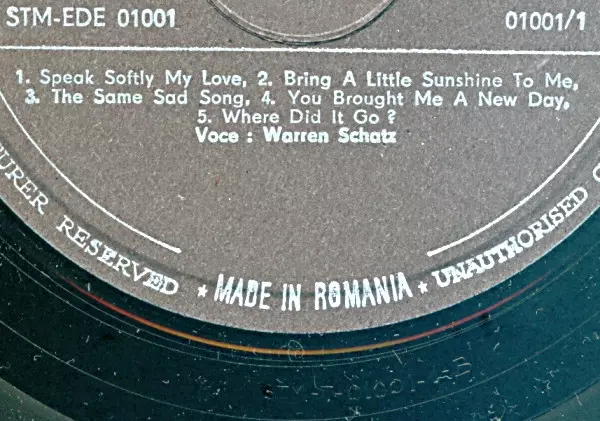 STM-EDE 01001
01001/1
1. Speak Softly My Love, 2. Bring A Little Sunshine To Me,
3. The Same Sad Song, 4. You Brought Me A New Day,
5. Where Did It Go ?
Voce : Warren Schatz
RESERVED ★ MADE IN ROMANIA ★ UNAUTHORISED